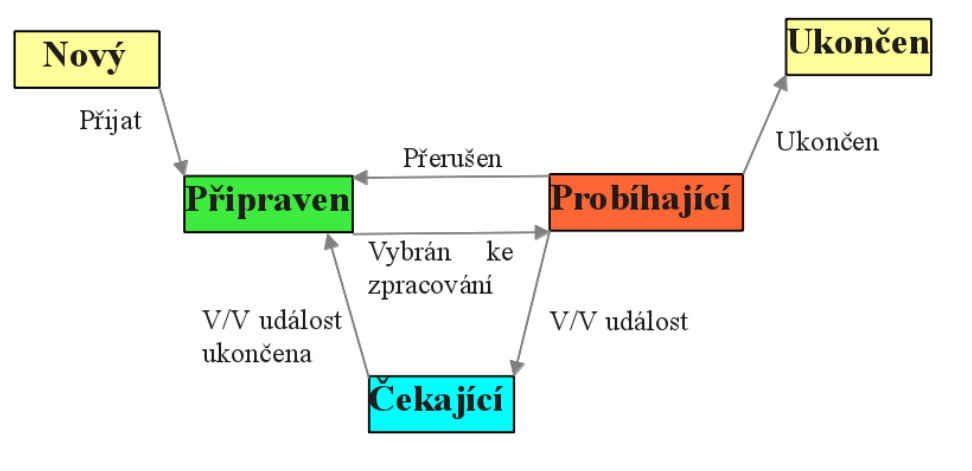 Nový
Ukončen
Přijat
Přerušen
Ukončen
Připraven
Probíhající
Vybrán ke
zpracování
V/V událost
ukončena
V/V událost
Čekající